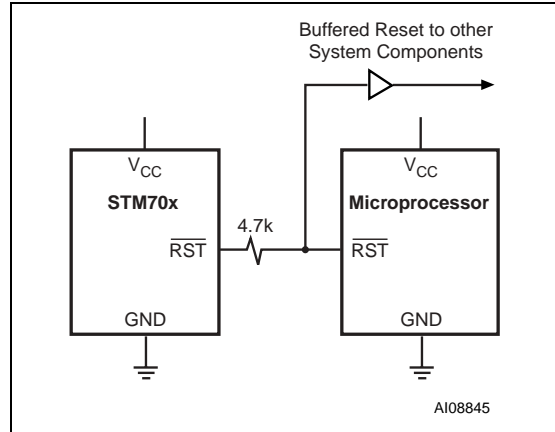 Buffered Reset to other
System Components
VCC
VCC
STM70x
Microprocessor
4.7k
RST
RST
GND
GND
AI08845